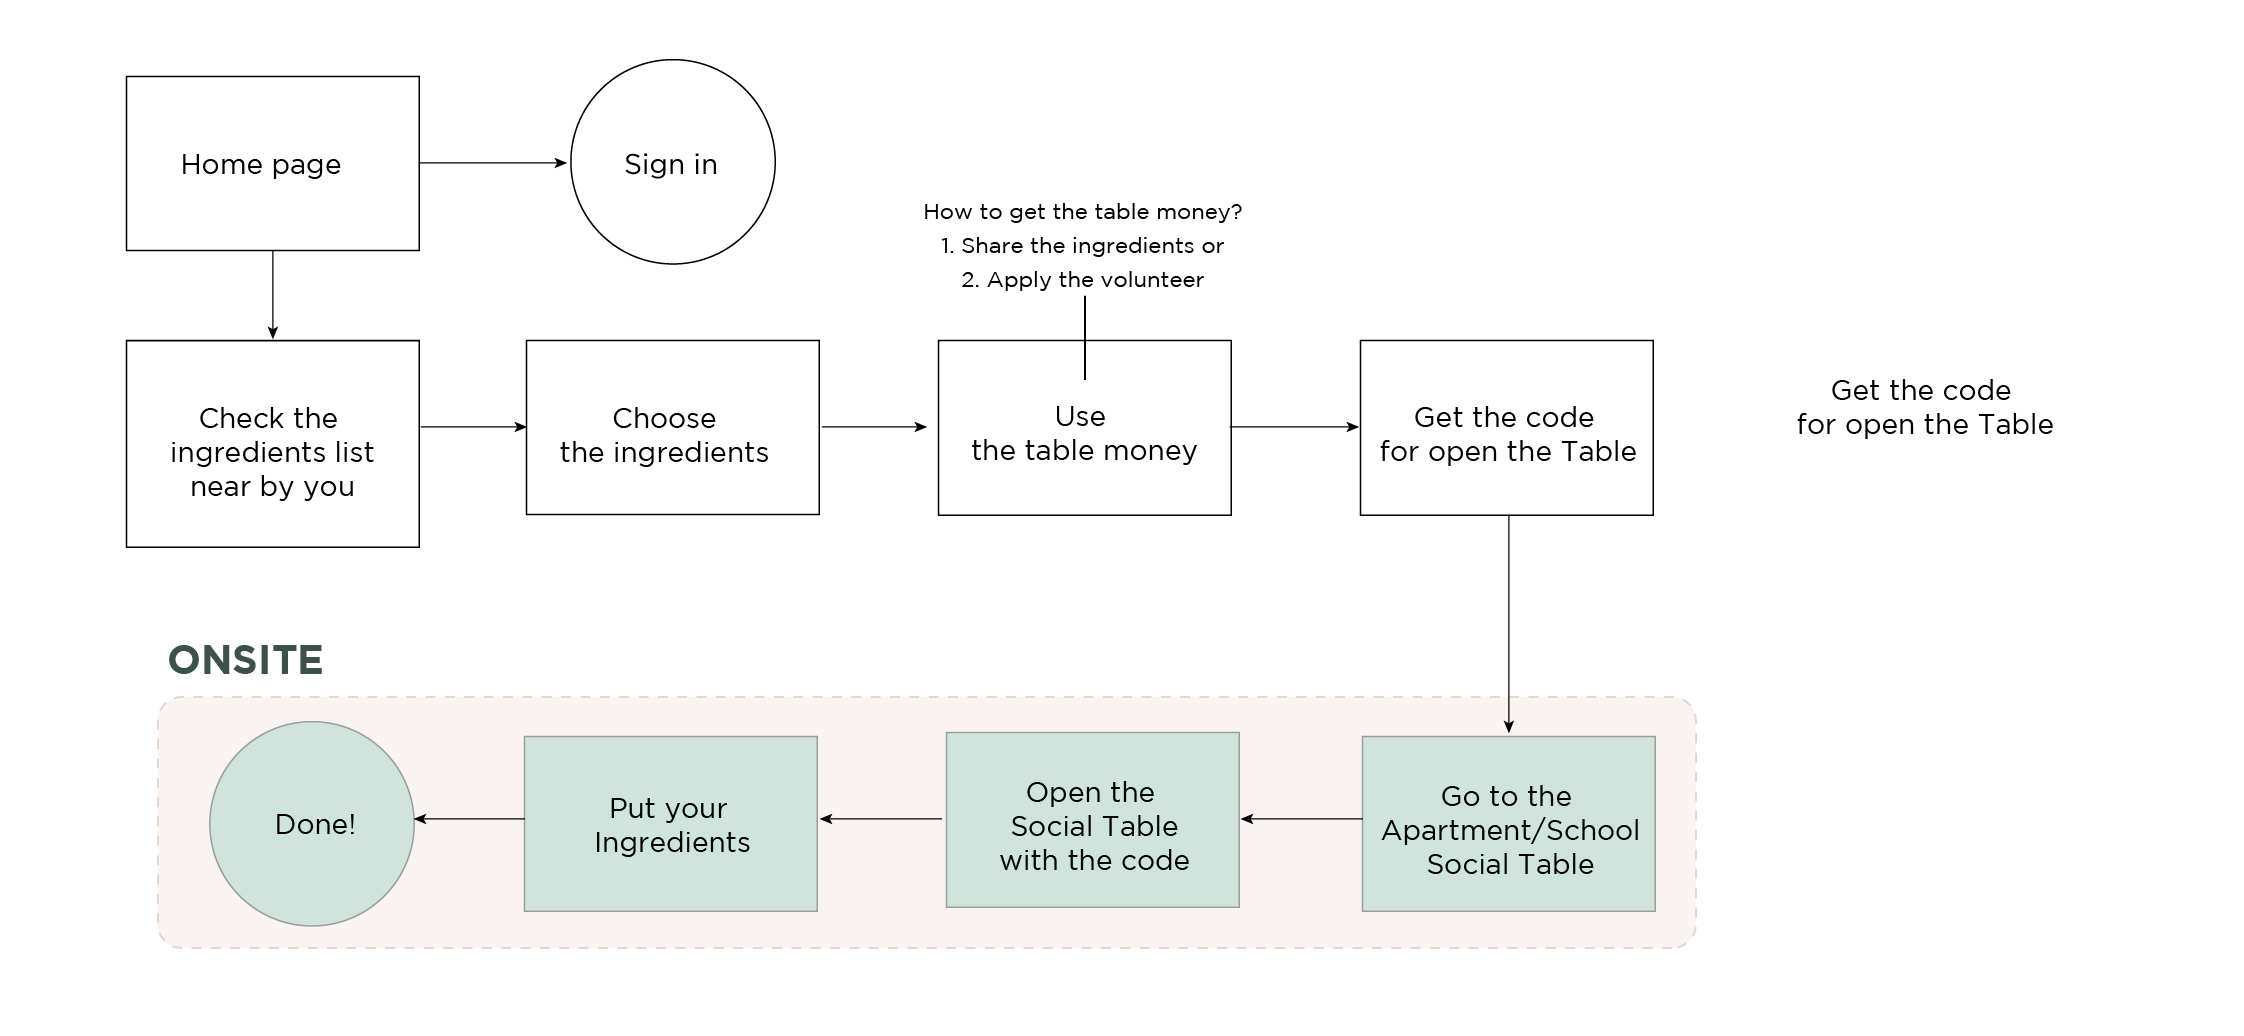 Home page
Sign in
How to get the table money?
1. Share the ingredients or
2. Apply the volunteer
Check the
ingredients list
near by you
Choose
the ingredients
Use
the table money
Get the code
for open the Table
Get the code
for open the Table
ONSITE
Done!
Put your
Ingredients
Open the
Social Table
with the code
Go to the
Apartment/School
Social Table